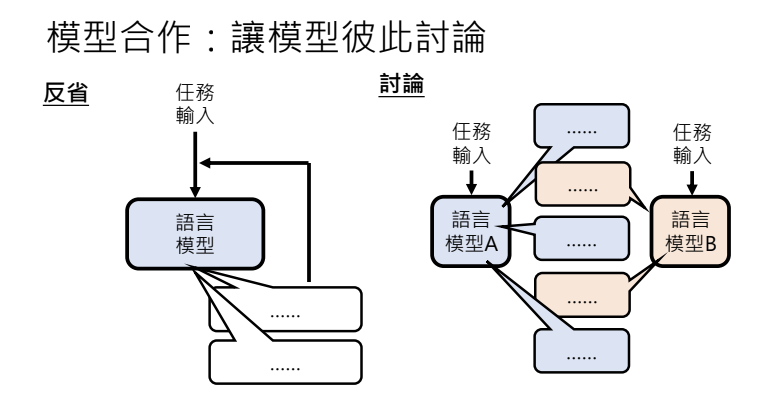 模型合作：讓模型彼此討論
反省
任務
輸入
語言
模型
......
......
討論
任務
輸入
語言
模型A
......
......
......
......
......
任務
輸入
語言
模型B